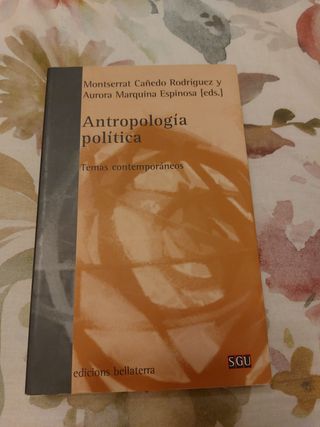 Montserrat Cañedo Rodríguez y
Aurora Marquina Espinosa [eds.]
Antropología
política
Temas contemporáneos
SGU
edicions bellaterra